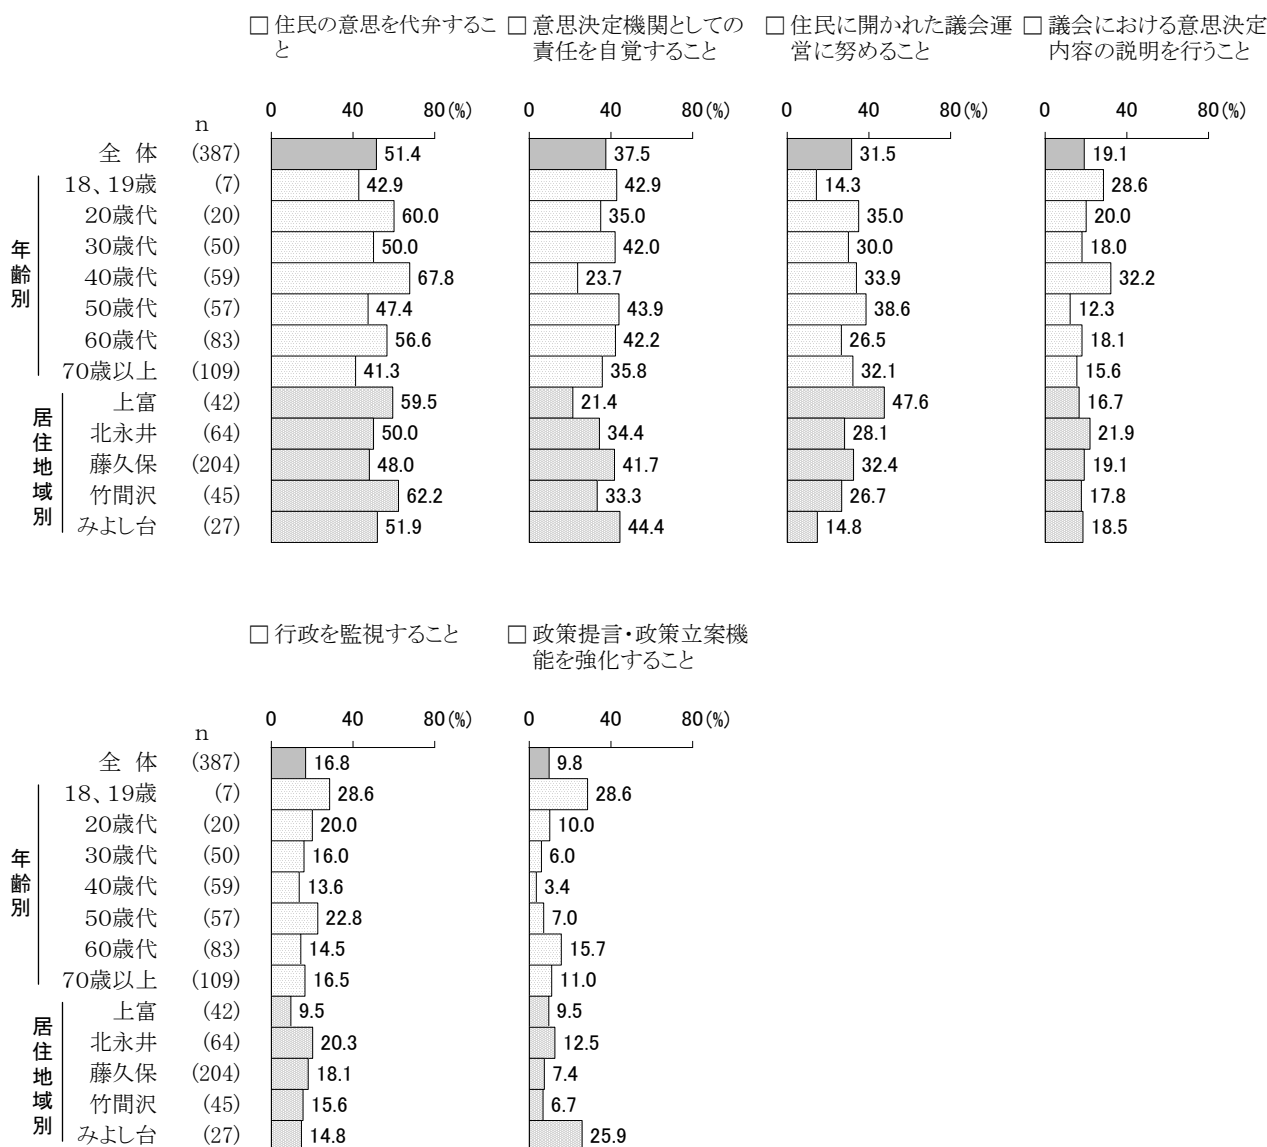 □ 住民の意思を代弁するこ
と
□ 意思決定機関としての
責任を自覚すること
□ 住民に開かれた議会運
営に努めること
□ 議会における意思決定
内容の説明を行うこと
0 40 80(%) 0 40 80(%) 0 40 80(%) 0 40 80(%)
n
全 体 (387) 51.4 37.5 31.5 19.1
年齢別
18、19歳 (7) 42.9 42.9 14.3 28.6
20歳代 (20) 60.0 35.0 35.0 20.0
30歳代 (50) 50.0 42.0 30.0 18.0
40歳代 (59) 67.8 23.7 33.9 32.2
50歳代 (57) 47.4 43.9 38.6 12.3
60歳代 (83) 56.6 42.2 26.5 18.1
70歳以上 (109) 41.3 35.8 32.1 15.6
居住地域別
上富 (42) 59.5 21.4 47.6 16.7
北永井 (64) 50.0 34.4 28.1 21.9
藤久保 (204) 48.0 41.7 32.4 19.1
竹間沢 (45) 62.2 33.3 26.7 17.8
みよし台 (27) 51.9 44.4 14.8 18.5
□ 行政を監視すること
□ 政策提言・政策立案機
能を強化すること
0 40 80(%) 0 40 80(%)
n
全 体 (387) 16.8 9.8
年齢別
18、19歳 (7) 28.6 28.6
20歳代 (20) 20.0 10.0
30歳代 (50) 16.0 6.0
40歳代 (59) 13.6 3.4
50歳代 (57) 22.8 7.0
60歳代 (83) 14.5 15.7
70歳以上 (109) 16.5 11.0
居住地域別
上富 (42) 9.5 9.5
北永井 (64) 20.3 12.5
藤久保 (204) 18.1 7.4
竹間沢 (45) 15.6 6.7
みよし台 (27) 14.8 25.9